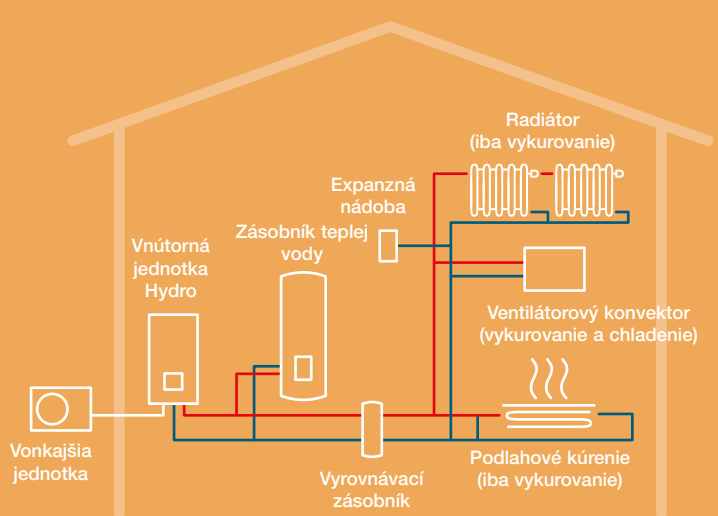 Radiátor
(iba vykurovanie)
Expanzná
nádoba
Zásobník teplej
vody
Vnútorná
jednotka
Hydro
Ventilátorový konvektor
(vykurovanie a chladenie)
Vonkajšia
jednotka
Vyrovnávací
zásobník
Podlahové kúrenie
(iba vykurovanie)